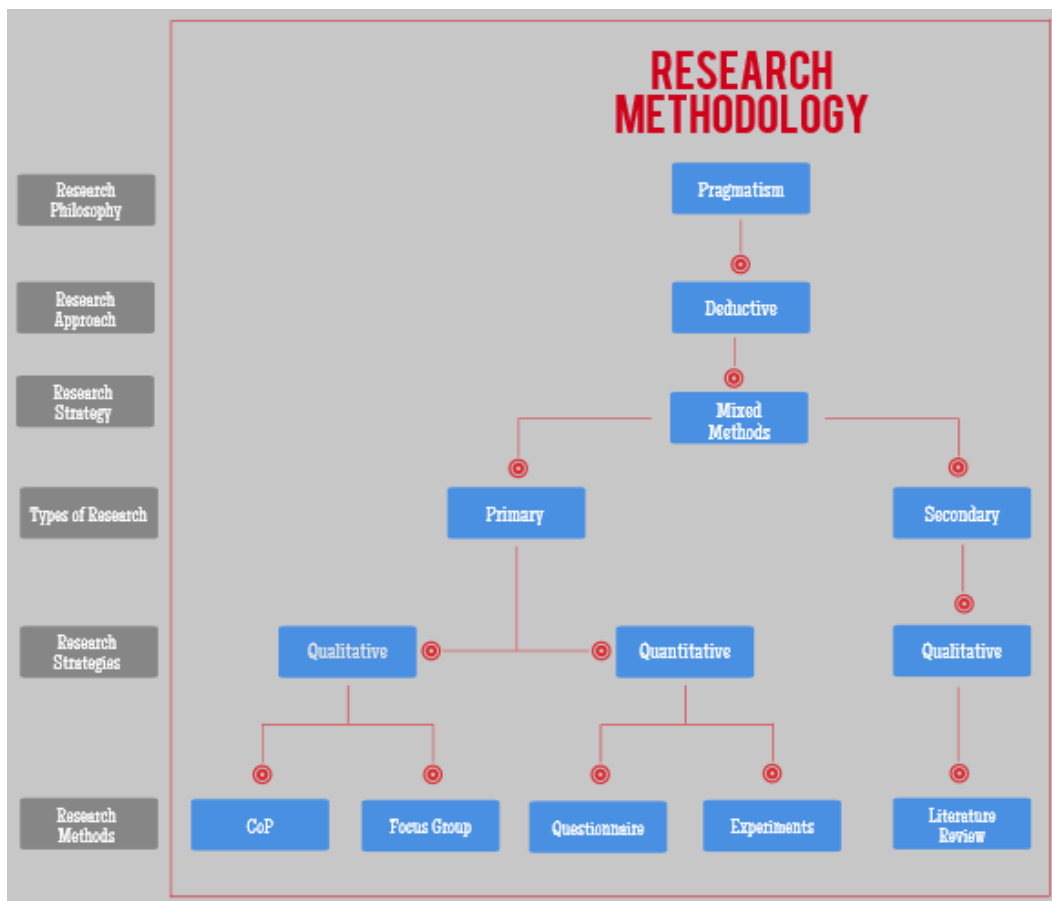 RESEARCH
METHODOLOGY
Research
Philosophy
Pragmatism
Research
Approach
Deductive
Research
Strategy
Mixed
Methods
Types of Research
Primary
Secondary
Research
Strategies
Qualitative
Quantitative
Qualitative
Research
Methods
CoP
Focus Group
Questionnaire
Experiments
Literature
Review